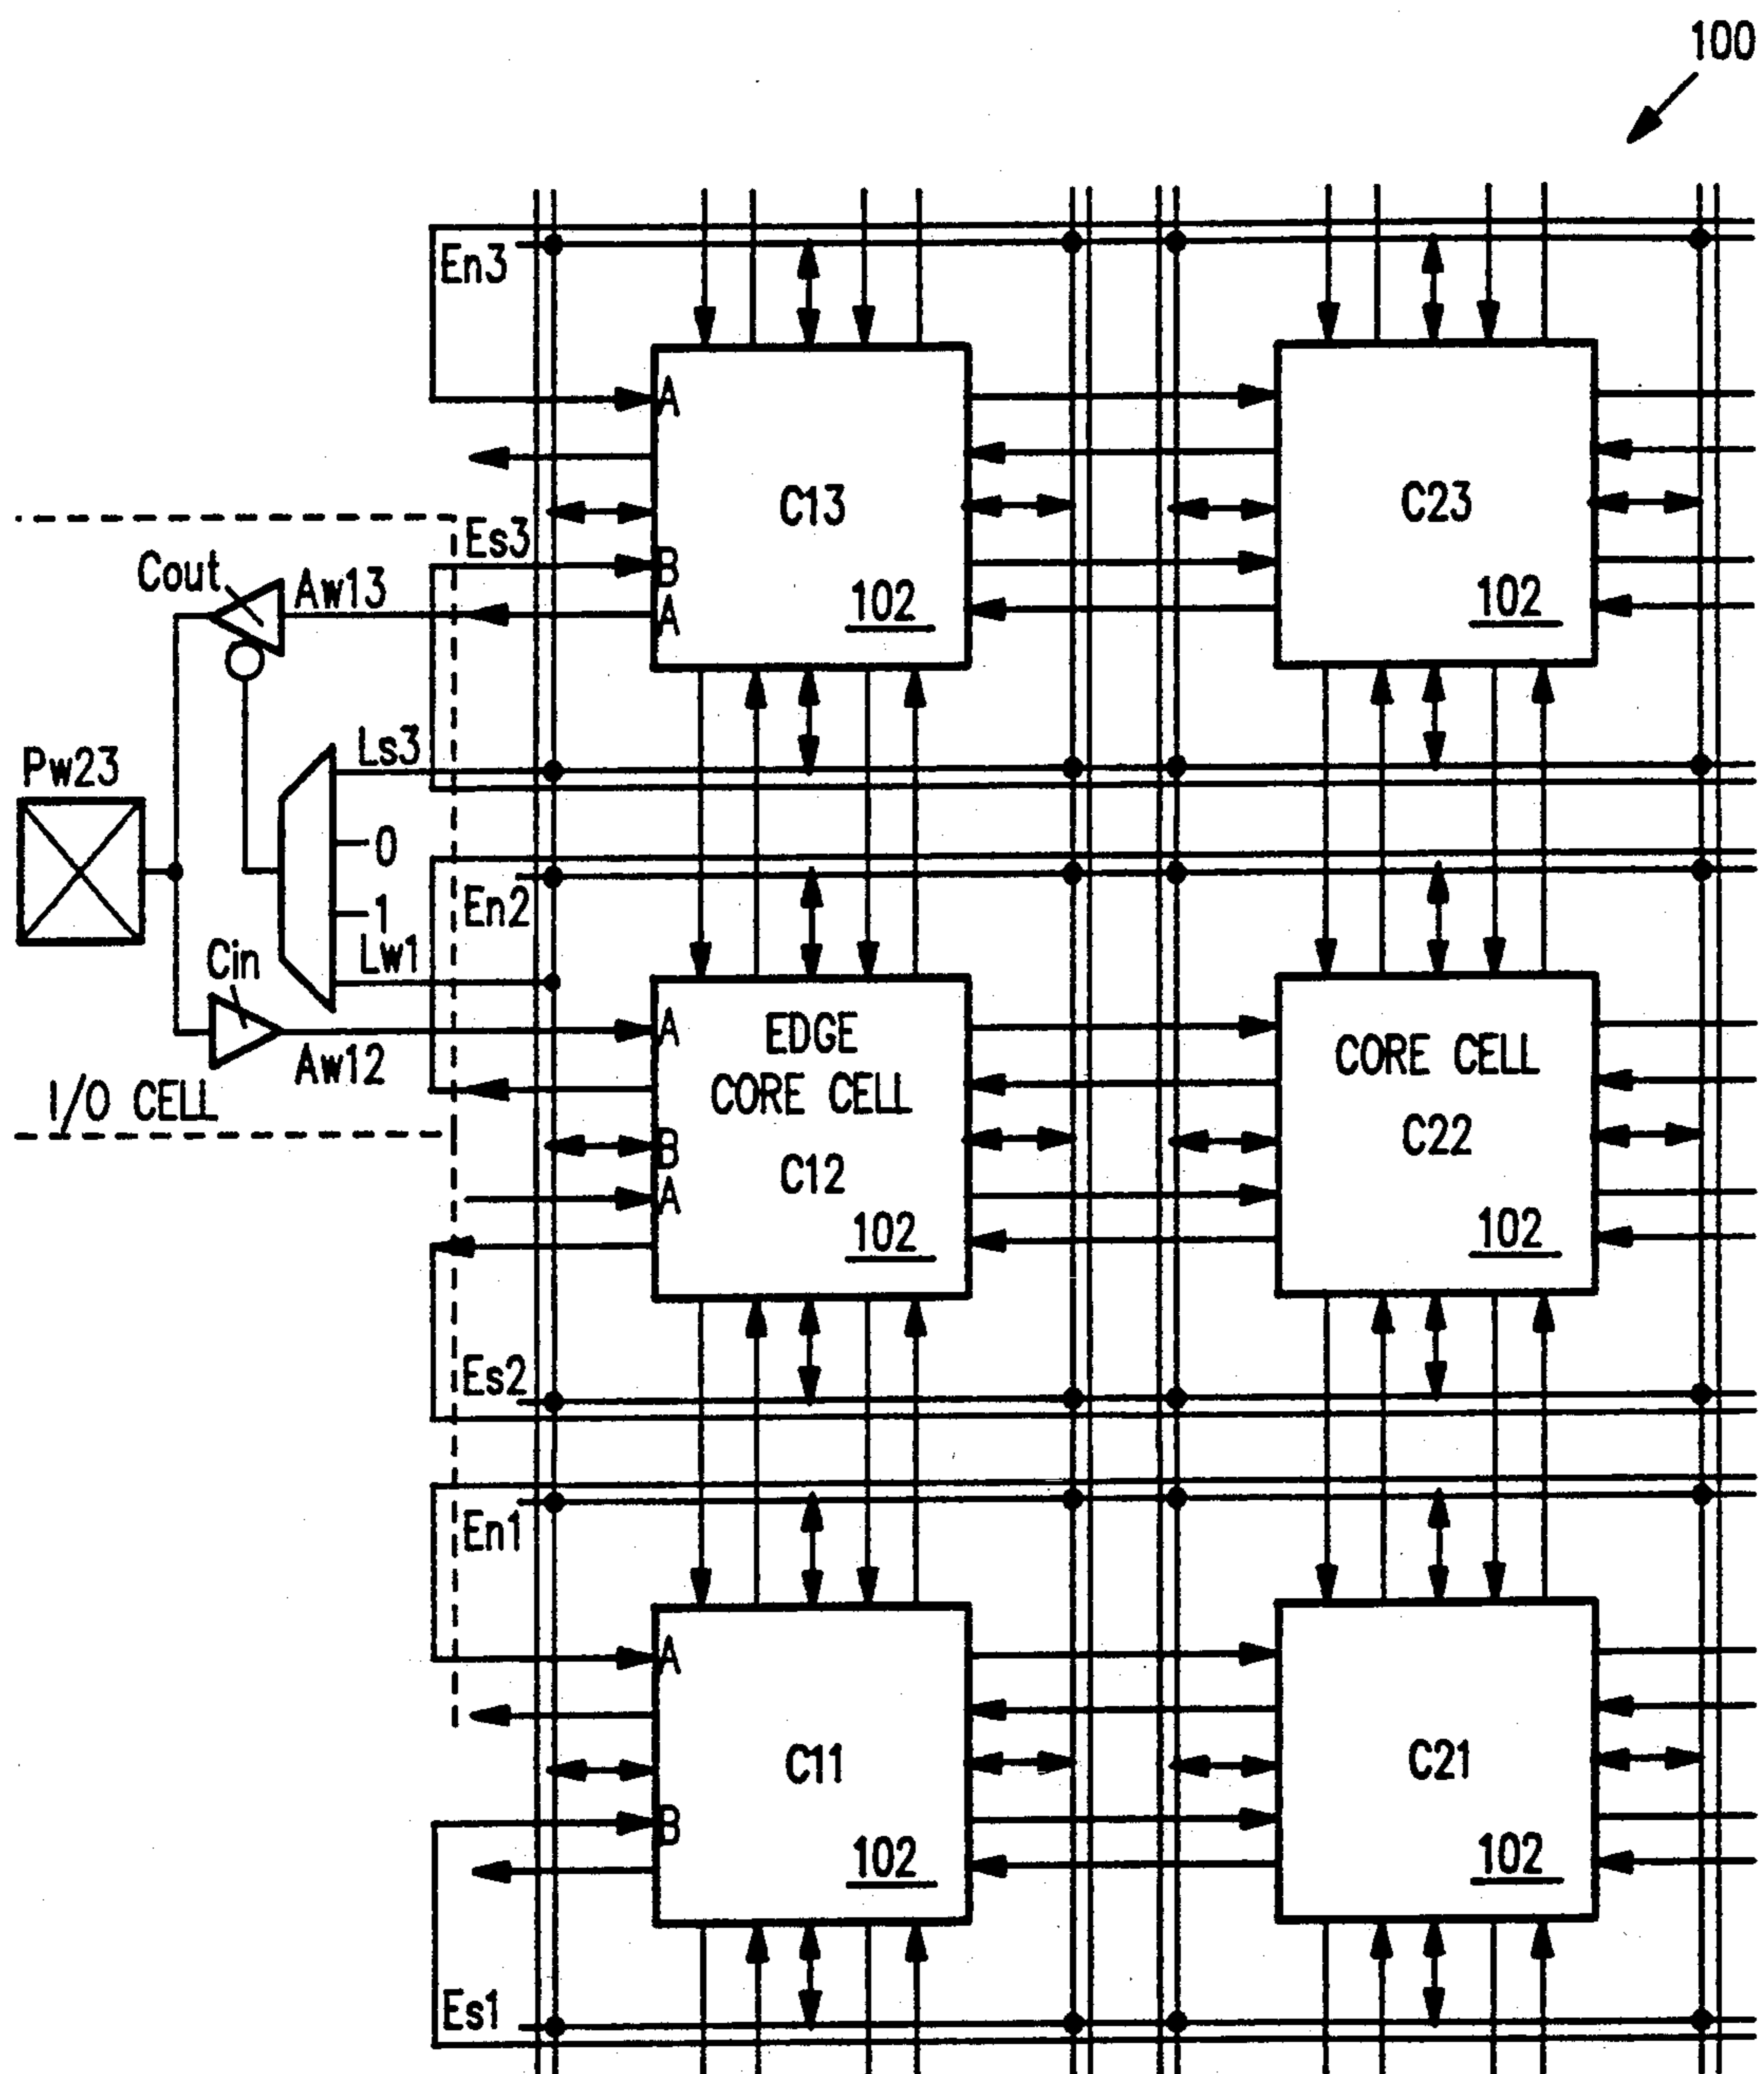 100
En3
A
C13
C23
Es3
Cout
B
Aw13
102
102
A
Ls3
Pw23
0
En2
1
Cin
Lw1
A
EDGE
CORE CELL
CORE CELL
Aw12
I/O CELL
C22
B
C12
A
102
102
Es2
En1
A
C11
C21
B
102
102
Es1